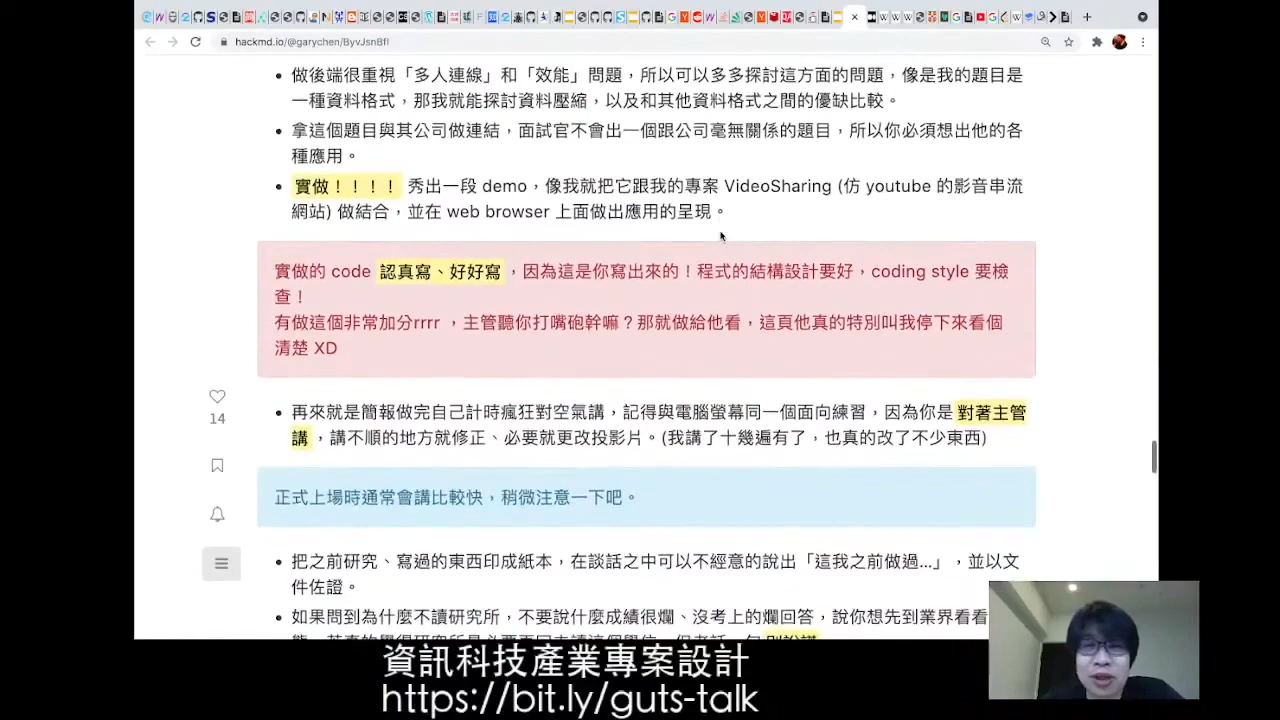 hackmd.io/@garychen/ByvJsnBfl
做後端很重視「多人連線」和「效能」問題，所以可以多多探討這方面的問題，像是我的題目是
一種資料格式，那我就能探討資料壓縮，以及和其他資料格式之間的優缺比較。
拿這個題目與其公司做連結，面試官不會出一個跟公司毫無關係的題目，所以你必須想出他的各
種應用。
實做！！！！ 秀出一段 demo，像我就把它跟我的專案 VideoSharing (仿 youtube 的影音串流
網站) 做結合，並在 web browser 上面做出應用的呈現。
實做的 code 認真寫、好好寫，因為這是你寫出來的！程式的結構設計要好，coding style 要檢
查！
有做這個非常加分rrrr ，主管聽你打嘴砲幹嘛？那就做給他看，這頁他真的特別叫我停下來看個
清楚 XD
14
再來就是簡報做完自己計時瘋狂對空氣講，記得與電腦螢幕同一個面向練習，因為你是 對著主管
講，講不順的地方就修正、必要就更改投影片。(我講了十幾遍有了，也真的改了不少東西)
正式上場時通常會講比較快，稍微注意一下吧。
把之前研究、寫過的東西印成紙本，在談話之中可以不經意的說出「這我之前做過...」，並以文
件佐證。
如果問到為什麼不讀研究所，不要說什麼成績很爛、沒考上的爛回答，說你想先到業界看看
資訊科技產業專案設計
https://bit.ly/guts-talk